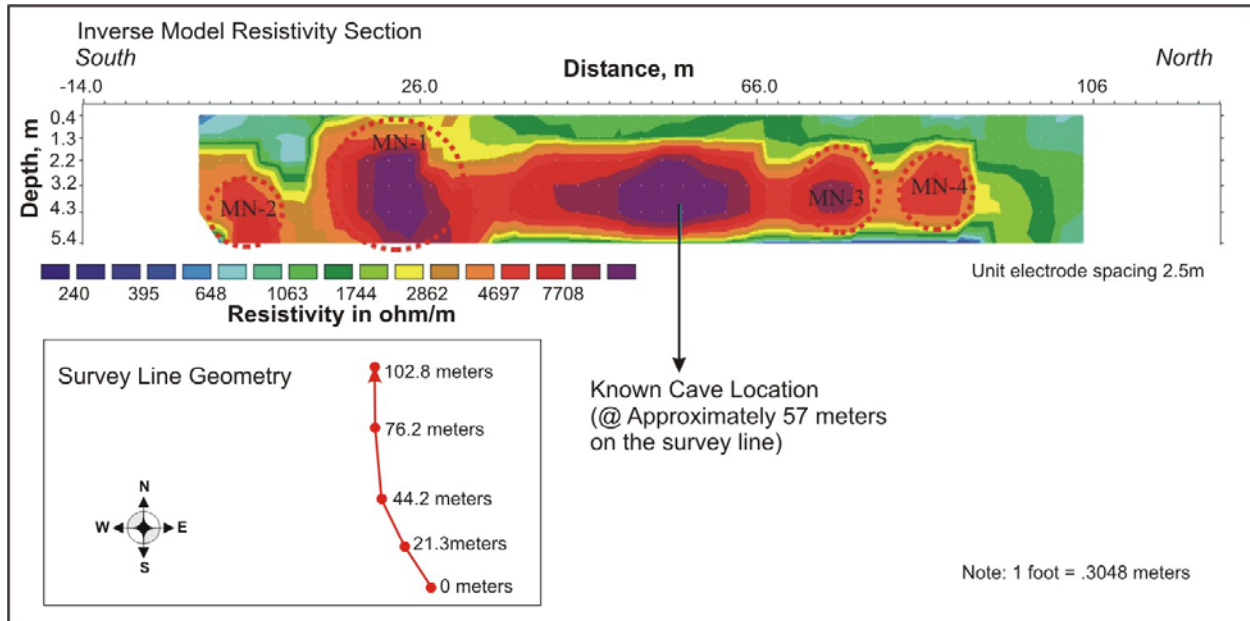 Inverse Model Resistivity Section
South
North
Distance, m
-14.0 26.0 66.0 106
Depth, m
0.4
1.3
2.2
3.2
4.3
5.4
MN-1
MN-2
MN-3
MN-4
240 395 648 1063 1744 2862 4697 7708
Resistivity in ohm/m
Unit electrode spacing 2.5m
Survey Line Geometry
102.8 meters
76.2 meters
44.2 meters
21.3meters
0 meters
N
W E
S
Known Cave Location
(@ Approximately 57 meters
on the survey line)
Note: 1 foot = .3048 meters